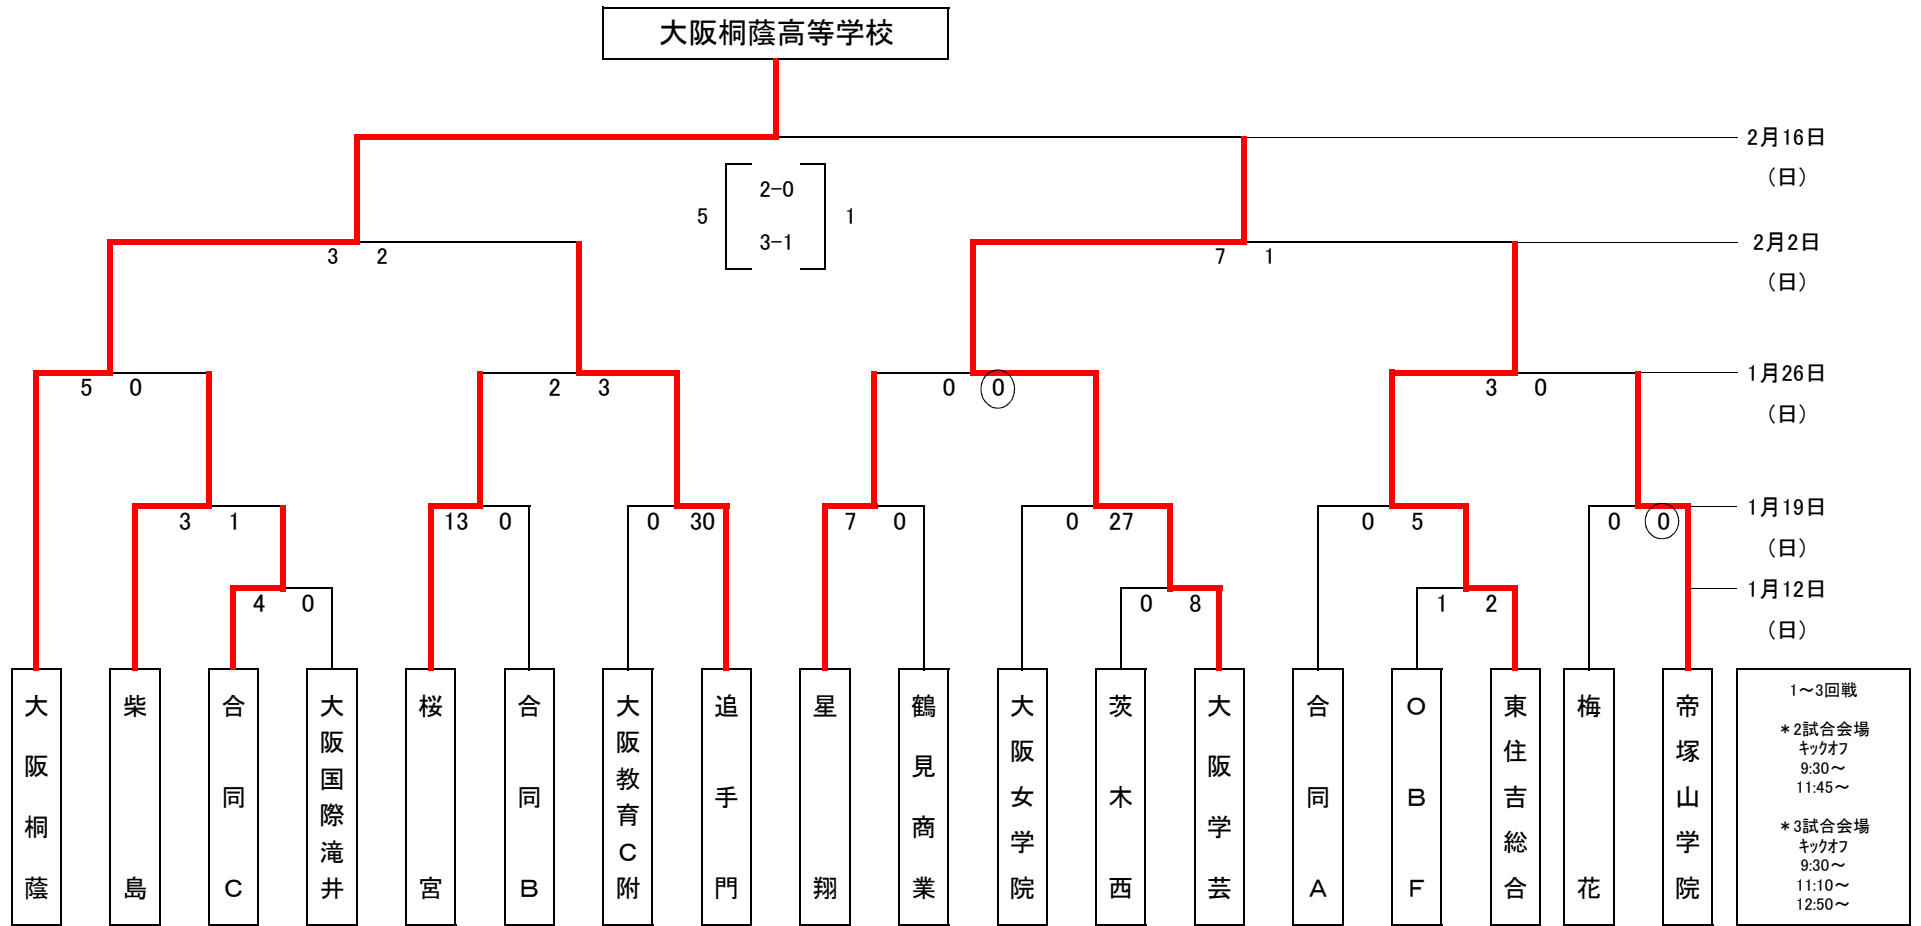 大阪桐蔭高等学校
2月16日
（日）
2-0
5 1
3-1
2月2日
（日）
3 2
7 1
1月26日
（日）
5 0
2 3
0 0
3 0
1月19日
（日）
3 1
13 0
0 30
7 0
0 27
0 5
0 0
1月12日
（日）
4 0
0 8
1 2
大阪桐蔭
柴島
合同C
大阪国際滝井
桜宮
合同B
大阪教育C附
追手門
星翔
鶴見商業
大阪女学院
茨木西
大阪学芸
合同A
OBF
東住吉総合
梅花
帝塚山学院
1～3回戦
＊2試合会場
ｷｯｸｵﾌ
9:30～
11:45～
＊3試合会場
ｷｯｸｵﾌ
9:30～
11:10～
12:50～